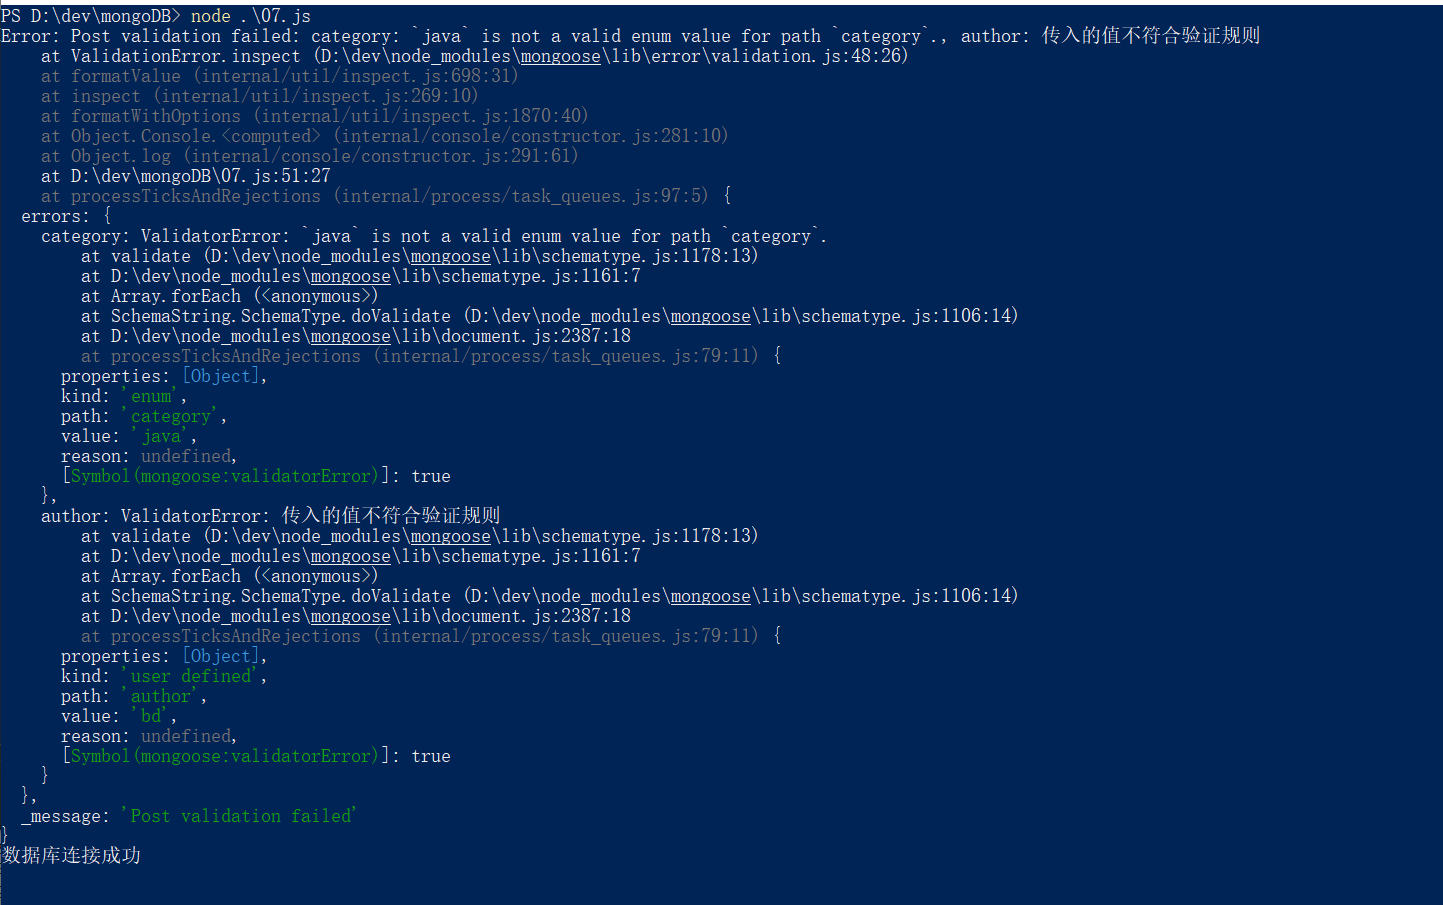 PS D:\dev\mongoDB> node .\07.js
Error: Post validation failed: category: `java` is not a valid enum value for path `category`., author: 传入的值不符合验证规则
    at ValidationError.inspect (D:\dev\node_modules\mongoose\lib\error\validation.js:48:26)
    at formatValue (internal/util/inspect.js:698:31)
    at inspect (internal/util/inspect.js:269:10)
    at formatWithOptions (internal/util/inspect.js:1870:40)
    at Object.Console.<computed> (internal/console/constructor.js:281:10)
    at Object.log (internal/console/constructor.js:291:61)
    at D:\dev\mongoDB\07.js:51:27
    at processTicksAndRejections (internal/process/task_queues.js:97:5) {
  errors: {
    category: ValidatorError: `java` is not a valid enum value for path `category`.
        at validate (D:\dev\node_modules\mongoose\lib\schematype.js:1178:13)
        at D:\dev\node_modules\mongoose\lib\schematype.js:1161:7
        at Array.forEach (<anonymous>)
        at SchemaString.SchemaType.doValidate (D:\dev\node_modules\mongoose\lib\schematype.js:1106:14)
        at D:\dev\node_modules\mongoose\lib\document.js:2387:18
        at processTicksAndRejections (internal/process/task_queues.js:79:11) {
      properties: [Object],
      kind: 'enum',
      path: 'category',
      value: 'java',
      reason: undefined,
      [Symbol(mongoose:validatorError)]: true
    },
    author: ValidatorError: 传入的值不符合验证规则
        at validate (D:\dev\node_modules\mongoose\lib\schematype.js:1178:13)
        at D:\dev\node_modules\mongoose\lib\schematype.js:1161:7
        at Array.forEach (<anonymous>)
        at SchemaString.SchemaType.doValidate (D:\dev\node_modules\mongoose\lib\schematype.js:1106:14)
        at D:\dev\node_modules\mongoose\lib\document.js:2387:18
        at processTicksAndRejections (internal/process/task_queues.js:79:11) {
      properties: [Object],
      kind: 'user defined',
      path: 'author',
      value: 'bd',
      reason: undefined,
      [Symbol(mongoose:validatorError)]: true
    }
  },
  _message: 'Post validation failed'
}
数据库连接成功